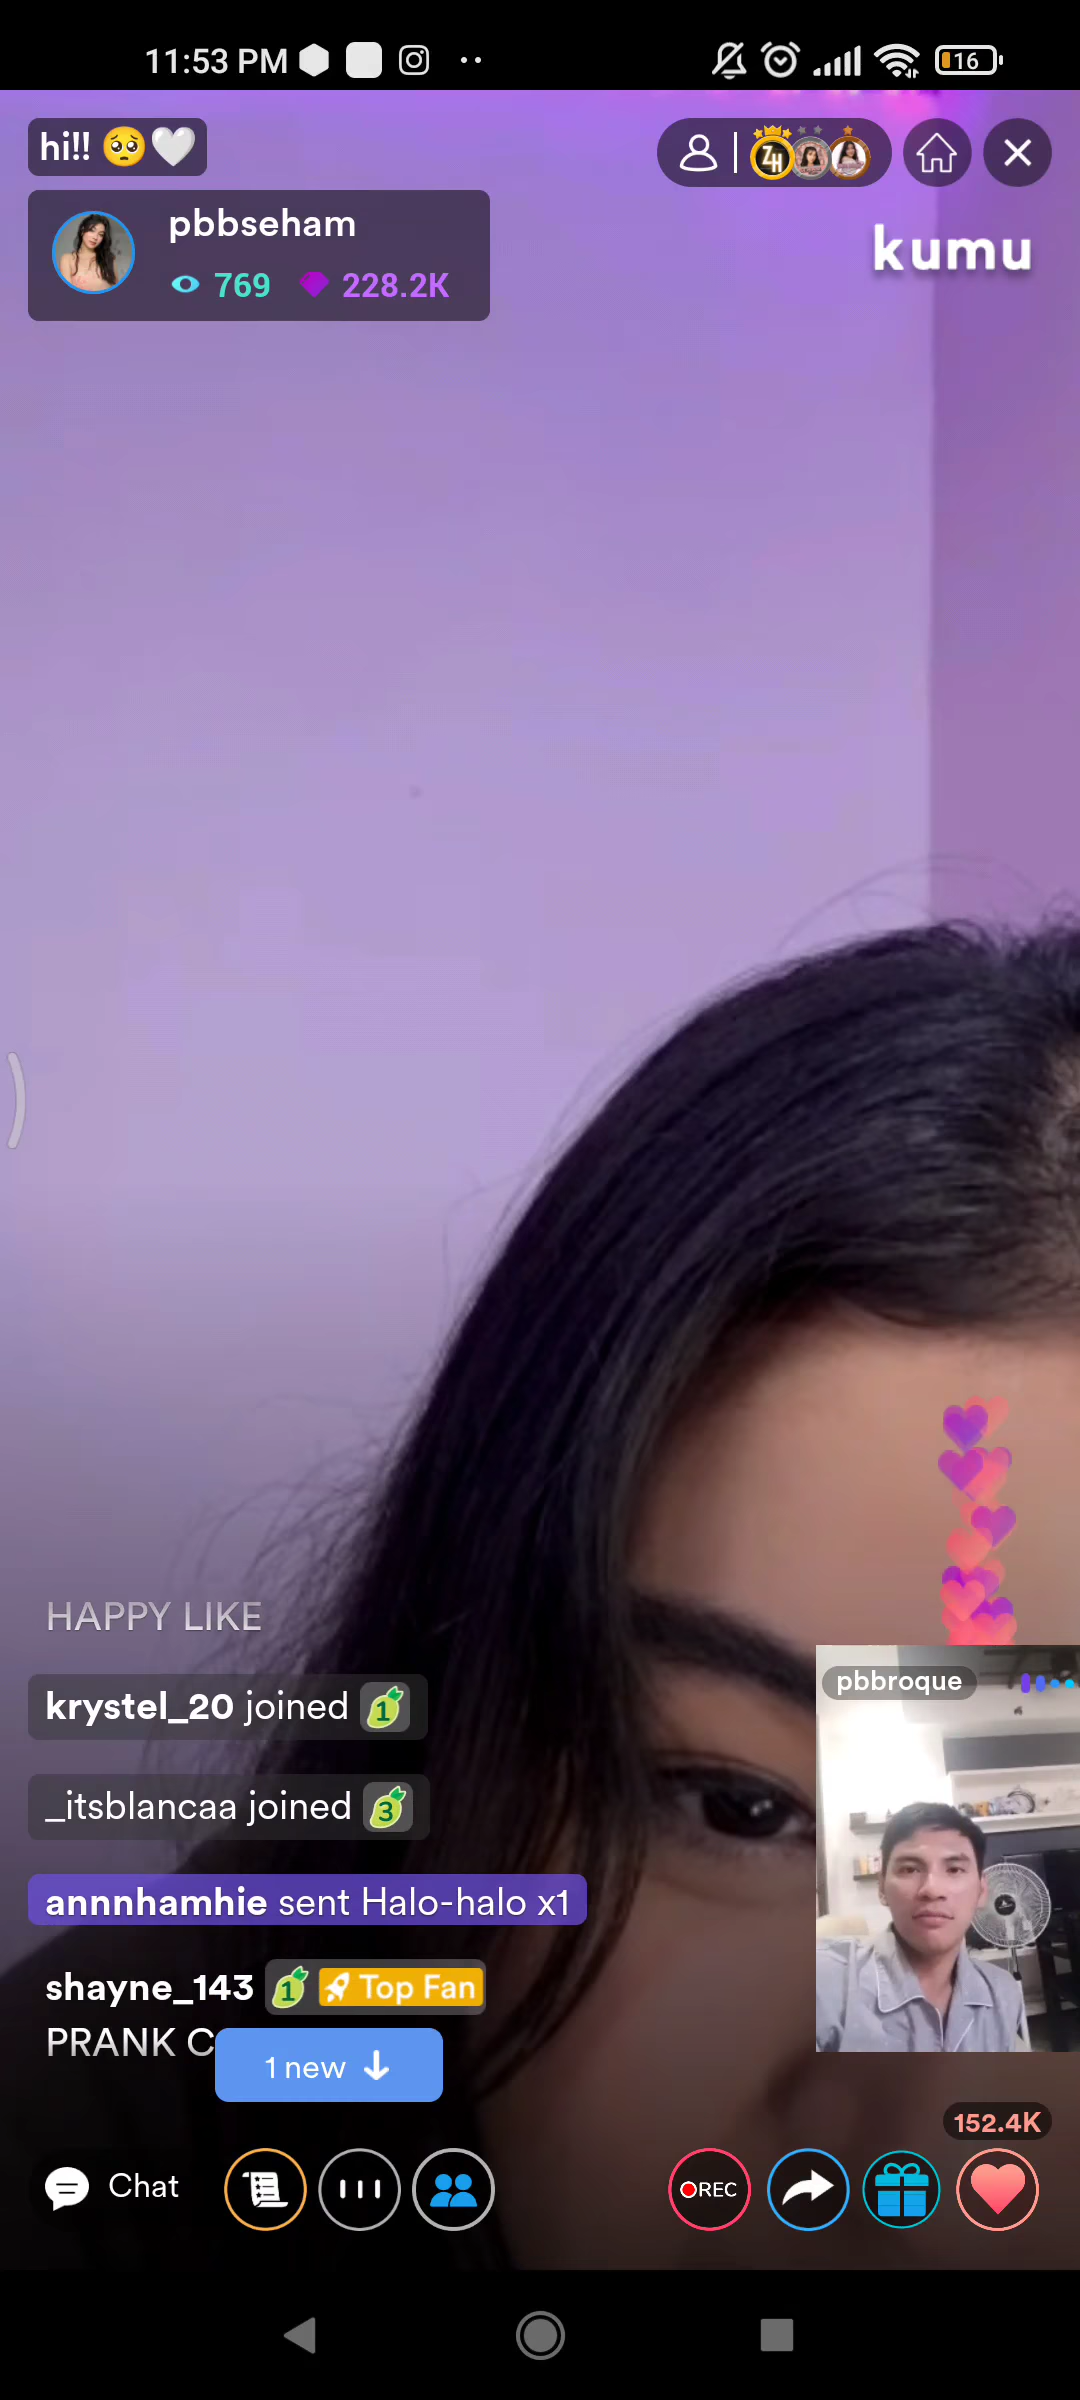 11:53 PM
16
hi!! 🥺🤍
ZH
pbbseham
769 228.2K
kumu
HAPPY LIKE
krystel_20 joined 1
_itsblancaa joined 3
annnhamhie sent Halo-halo x1
shayne_143 1 Top Fan
PRANK C
1 new
pbbroque
152.4K
Chat
REC